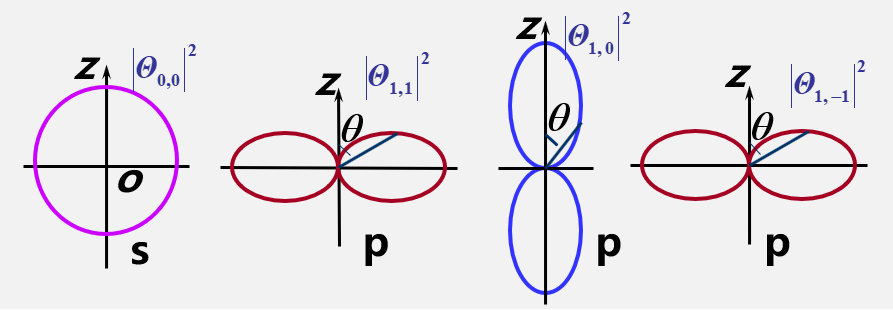 z |Θ₀,₀|²
o
s
z |Θ₁,₁|²
θ
p
z |Θ₁,₀|²
θ
p
z |Θ₁,₋₁|²
θ
p